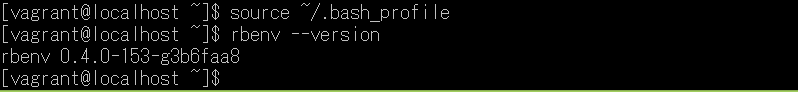 [vagrant@localhost ~]$ source ~/.bash_profile
[vagrant@localhost ~]$ rbenv --version
rbenv 0.4.0-153-g3b6faa8
[vagrant@localhost ~]$